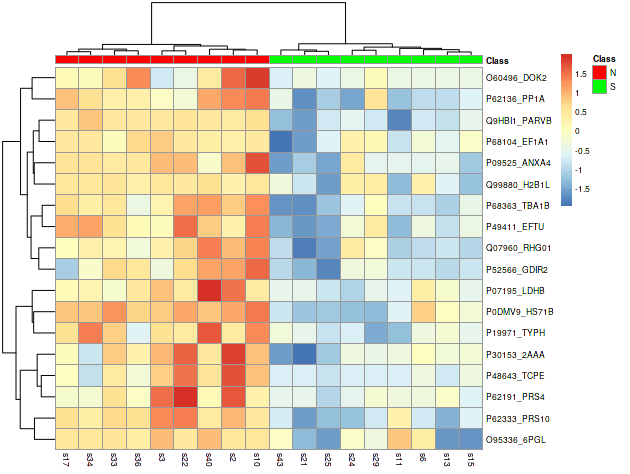 Class
O60496_DOK2
P62136_PP1A
Q9HBI1_PARVB
P68104_EF1A1
P09525_ANXA4
Q99880_H2B1L
P68363_TBA1B
P49411_EFTU
Q07960_RHG01
P52566_GDIR2
P07195_LDHB
P0DMV9_HS71B
P19971_TYPH
P30153_2AAA
P48643_TCPE
P62191_PRS4
P62333_PRS10
O95336_6PGL
s17 s34 s33 s36 s3 s22 s40 s2 s10 s43 s21 s25 s24 s29 s11 s6 s13 s15
1.5
1
0.5
0
-0.5
-1
-1.5
Class
N
S